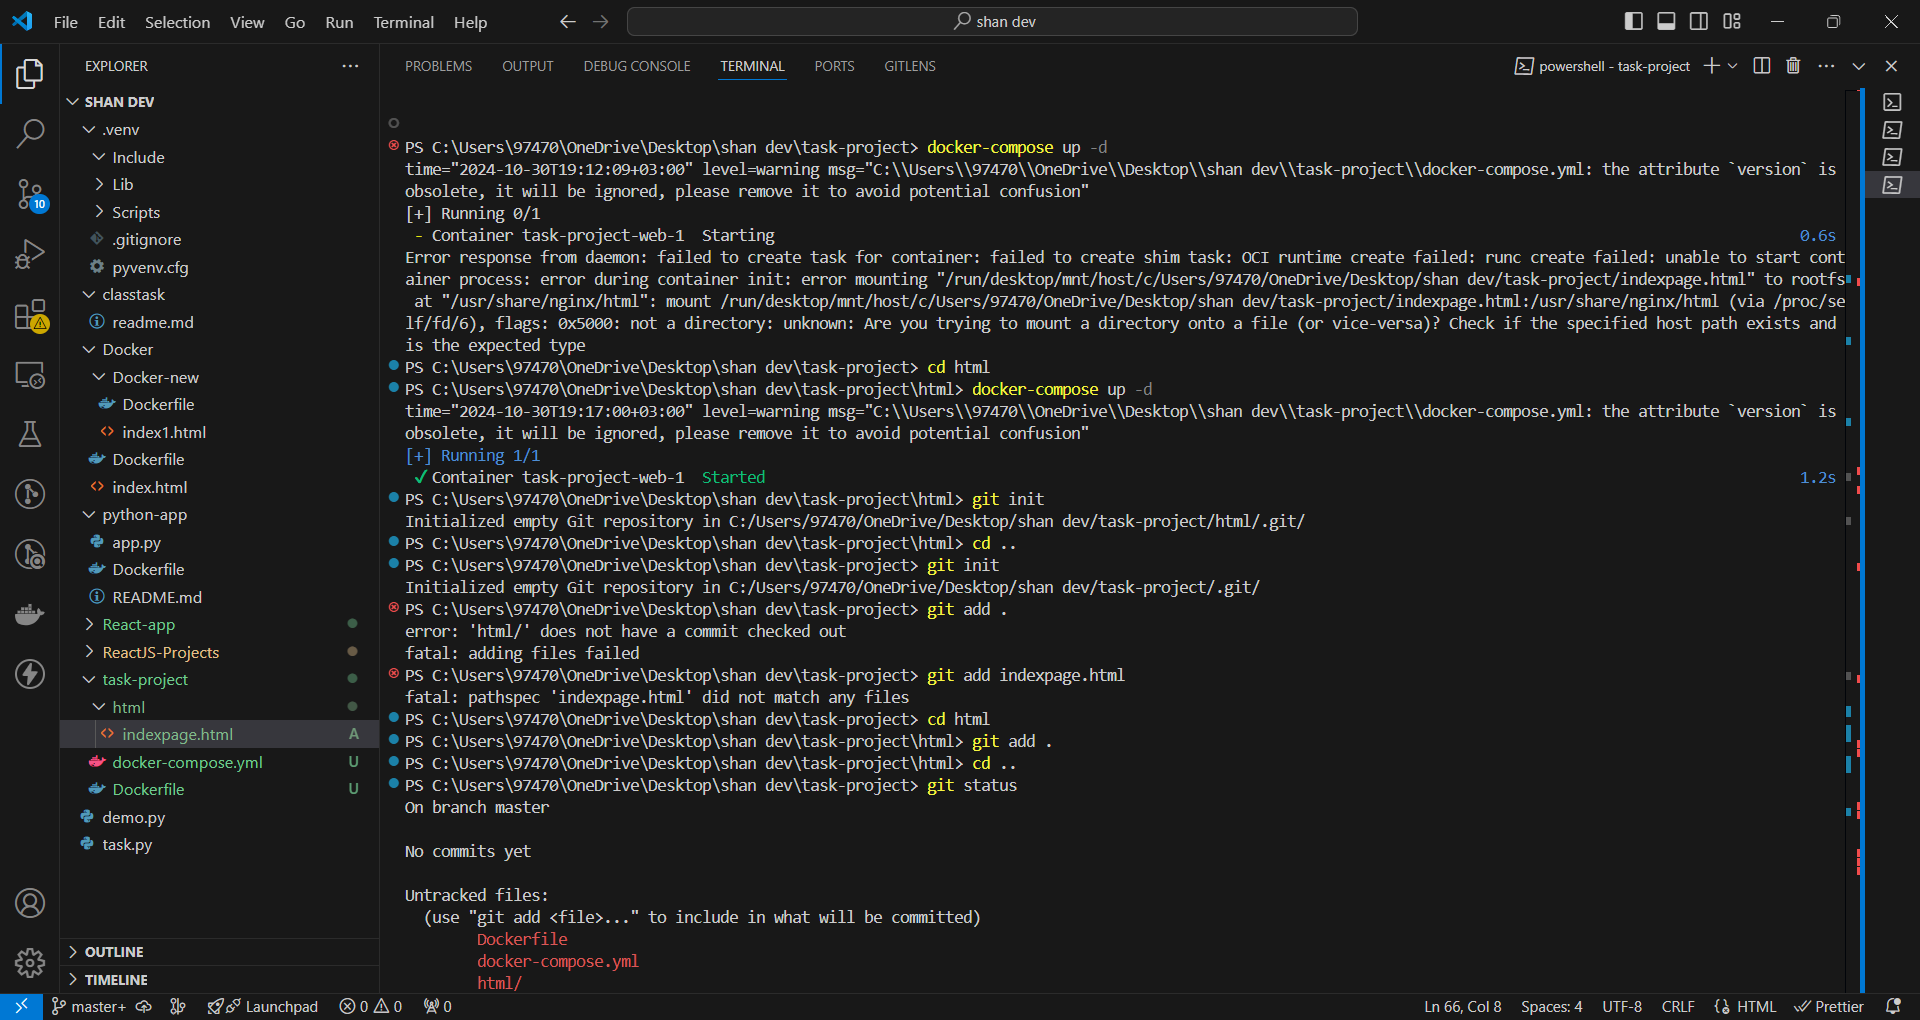 File Edit Selection View Go Run Terminal Help
shan dev
EXPLORER
SHAN DEV
.venv
Include
Lib
Scripts
.gitignore
pyvenv.cfg
classtask
readme.md
Docker
Docker-new
Dockerfile
index1.html
Dockerfile
index.html
python-app
app.py
Dockerfile
README.md
React-app
ReactJS-Projects
task-project
html
indexpage.html A
docker-compose.yml U
Dockerfile U
demo.py
task.py
OUTLINE
TIMELINE
10
PROBLEMS OUTPUT DEBUG CONSOLE TERMINAL PORTS GITLENS
powershell - task-project
PS C:\Users\97470\OneDrive\Desktop\shan dev\task-project> docker-compose up -d
time="2024-10-30T19:12:09+03:00" level=warning msg="C:\\Users\\97470\\OneDrive\\Desktop\\shan dev\\task-project\\docker-compose.yml: the attribute `version` is
obsolete, it will be ignored, please remove it to avoid potential confusion"
[+] Running 0/1
- Container task-project-web-1 Starting 0.6s
Error response from daemon: failed to create task for container: failed to create shim task: OCI runtime create failed: runc create failed: unable to start cont
ainer process: error during container init: error mounting "/run/desktop/mnt/host/c/Users/97470/OneDrive/Desktop/shan dev/task-project/indexpage.html" to rootfs
at "/usr/share/nginx/html": mount /run/desktop/mnt/host/c/Users/97470/OneDrive/Desktop/shan dev/task-project/indexpage.html:/usr/share/nginx/html (via /proc/se
lf/fd/6), flags: 0x5000: not a directory: unknown: Are you trying to mount a directory onto a file (or vice-versa)? Check if the specified host path exists and
is the expected type
PS C:\Users\97470\OneDrive\Desktop\shan dev\task-project> cd html
PS C:\Users\97470\OneDrive\Desktop\shan dev\task-project\html> docker-compose up -d
time="2024-10-30T19:17:00+03:00" level=warning msg="C:\\Users\\97470\\OneDrive\\Desktop\\shan dev\\task-project\\docker-compose.yml: the attribute `version` is
obsolete, it will be ignored, please remove it to avoid potential confusion"
[+] Running 1/1
✓ Container task-project-web-1 Started 1.2s
PS C:\Users\97470\OneDrive\Desktop\shan dev\task-project\html> git init
Initialized empty Git repository in C:/Users/97470/OneDrive/Desktop/shan dev/task-project/html/.git/
PS C:\Users\97470\OneDrive\Desktop\shan dev\task-project\html> cd ..
PS C:\Users\97470\OneDrive\Desktop\shan dev\task-project> git init
Initialized empty Git repository in C:/Users/97470/OneDrive/Desktop/shan dev/task-project/.git/
PS C:\Users\97470\OneDrive\Desktop\shan dev\task-project> git add .
error: 'html/' does not have a commit checked out
fatal: adding files failed
PS C:\Users\97470\OneDrive\Desktop\shan dev\task-project> git add indexpage.html
fatal: pathspec 'indexpage.html' did not match any files
PS C:\Users\97470\OneDrive\Desktop\shan dev\task-project> cd html
PS C:\Users\97470\OneDrive\Desktop\shan dev\task-project\html> git add .
PS C:\Users\97470\OneDrive\Desktop\shan dev\task-project\html> cd ..
PS C:\Users\97470\OneDrive\Desktop\shan dev\task-project> git status
On branch master
No commits yet
Untracked files:
(use "git add <file>..." to include in what will be committed)
Dockerfile
docker-compose.yml
html/
master+ Launchpad 0 0 0 Ln 66, Col 8 Spaces: 4 UTF-8 CRLF HTML Prettier